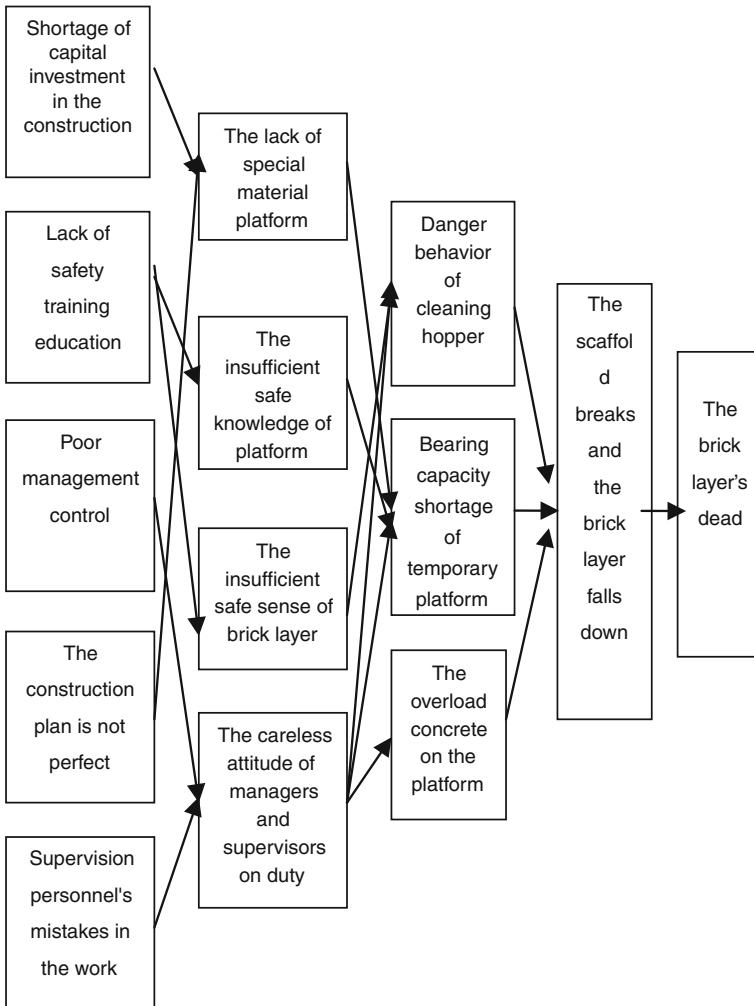 Shortage of
capital
investment
in the
construction
Lack of
safety
training
education
Poor
management
control
The
construction
plan is not
perfect
Supervision
personnel's
mistakes in
the work
The lack of
special
material
platform
The
insufficient
safe
knowledge of
platform
The
insufficient
safe sense of
brick layer
The careless
attitude of
managers
and
supervisors
on duty
Danger
behavior
of
cleaning
hopper
Bearing
capacity
shortage
of
temporary
platform
The
overload
concrete
on the
platform
The
scaffol
d
breaks
and
the
brick
layer
falls
down
The
brick
layer's
dead